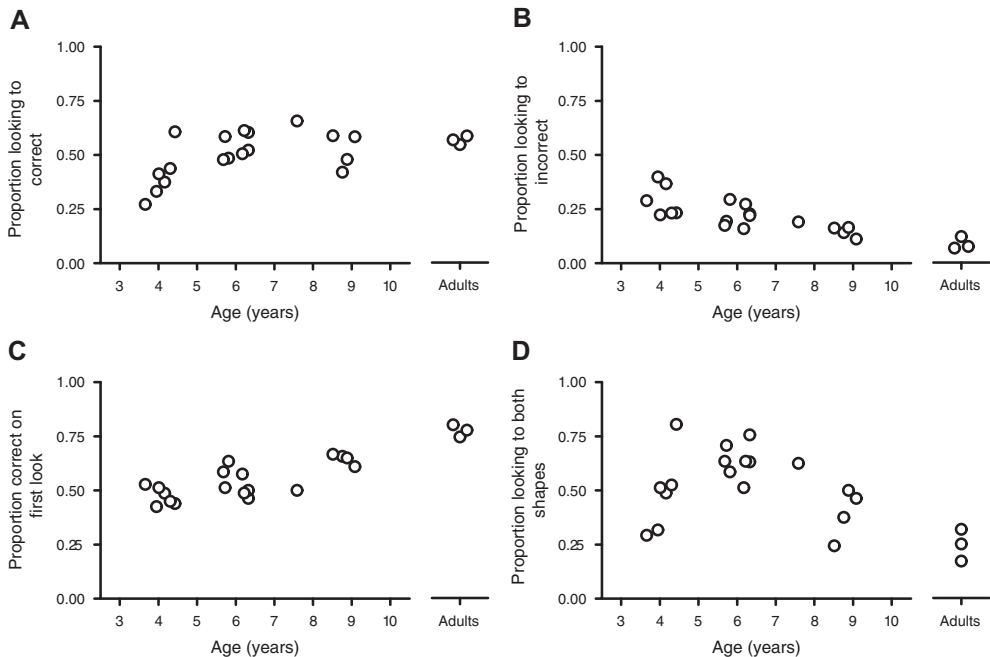 A
Proportion looking to
correct
1.00
0.75
0.50
0.25
0.00
3 4 5 6 7 8 9 10 Adults
Age (years)
B
Proportion looking to
incorrect
1.00
0.75
0.50
0.25
0.00
3 4 5 6 7 8 9 10 Adults
Age (years)
C
Proportion correct on
first look
1.00
0.75
0.50
0.25
0.00
3 4 5 6 7 8 9 10 Adults
Age (years)
D
Proportion looking to both
shapes
1.00
0.75
0.50
0.25
0.00
3 4 5 6 7 8 9 10 Adults
Age (years)